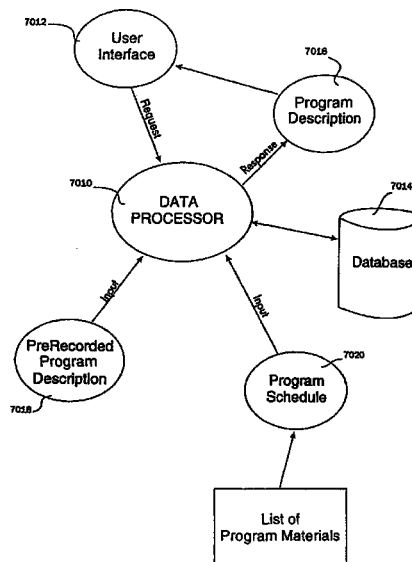 7012
User
Interface
7016
Program
Description
Request
Response
7010
DATA
PROCESSOR
7014
Database
Input
Input
PreRecorded
Program
Description
7018
7020
Program
Schedule
List of
Program Materials